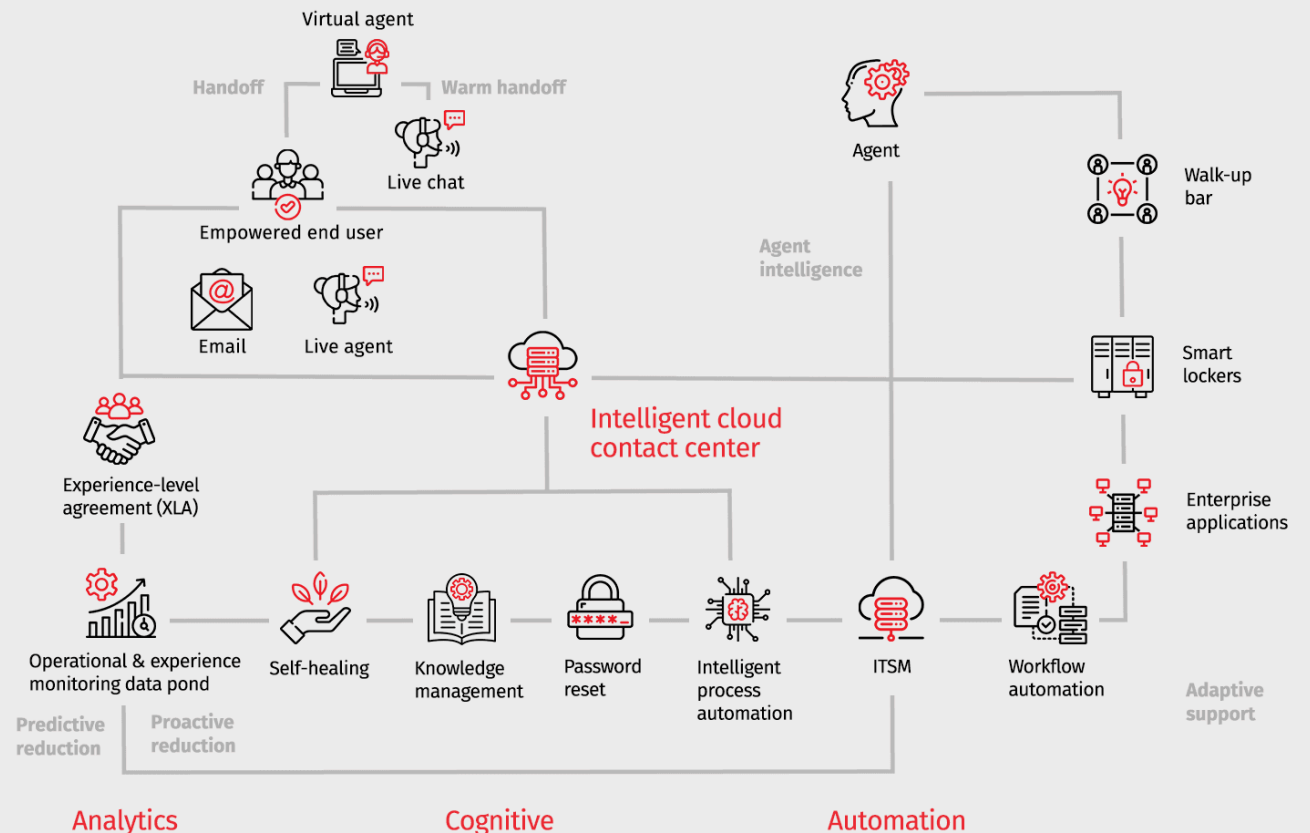 Virtual agent
Handoff
Warm handoff
Live chat
Agent
Empowered end user
Walk-up
bar
Agent
intelligence
@
Email
Live agent
Smart
lockers
Intelligent cloud
contact center
Experience-level
agreement (XLA)
Enterprise
applications
****_
Operational & experience
monitoring data pond
Self-healing
Knowledge
management
Password
reset
Intelligent
process
automation
ITSM
Workflow
automation
Predictive
reduction
Proactive
reduction
Adaptive
support
Analytics
Cognitive
Automation